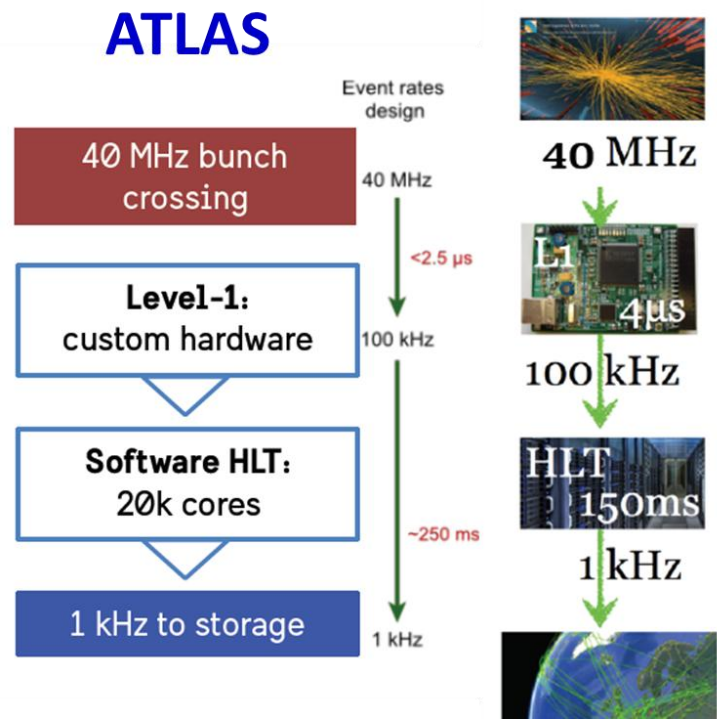 ATLAS
Event rates
design
40 MHz bunch
crossing
40 MHz
<2.5 µs
Level-1:
custom hardware
100 kHz
Software HLT:
20k cores
~250 ms
1 kHz to storage
1 kHz
40 MHz
L1
4µs
100 kHz
HLT
150ms
1 kHz